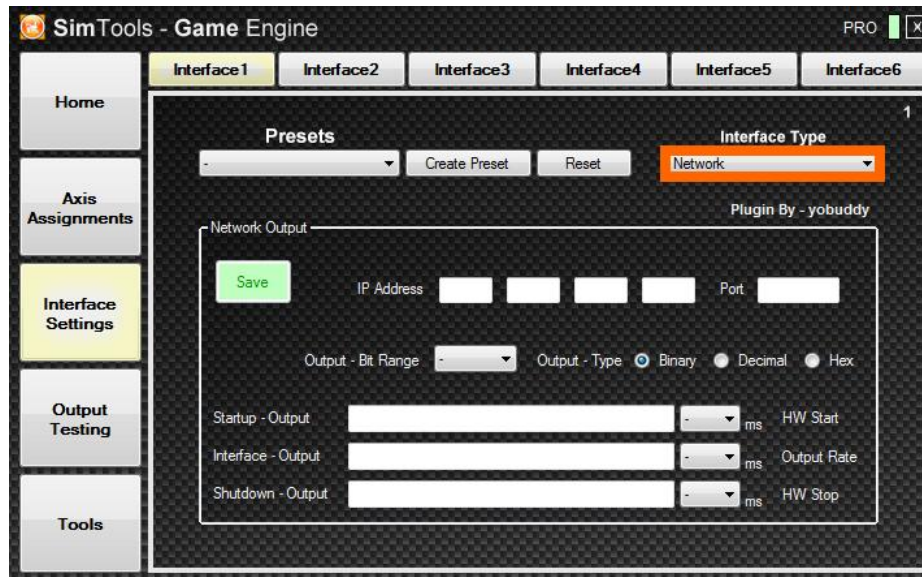 SimTools - Game Engine
PRO
X
Interface1
Interface2
Interface3
Interface4
Interface5
Interface6
Home
Axis
Assignments
Interface
Settings
Output
Testing
Tools
1
Presets
-
Create Preset
Reset
Interface Type
Network
Plugin By - yobuddy
Network Output
Save
IP Address
Port
Output - Bit Range
-
Output - Type
Binary
Decimal
Hex
Startup - Output
-
ms
HW Start
Interface - Output
-
ms
Output Rate
Shutdown - Output
-
ms
HW Stop